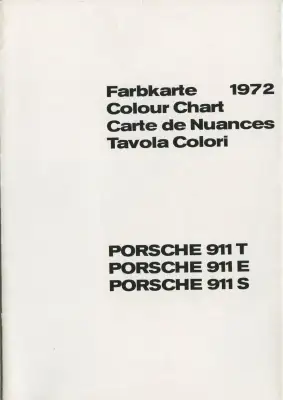 Farbkarte 1972
Colour Chart
Carte de Nuances
Tavola Colori
PORSCHE 911 T
PORSCHE 911 E
PORSCHE 911 S